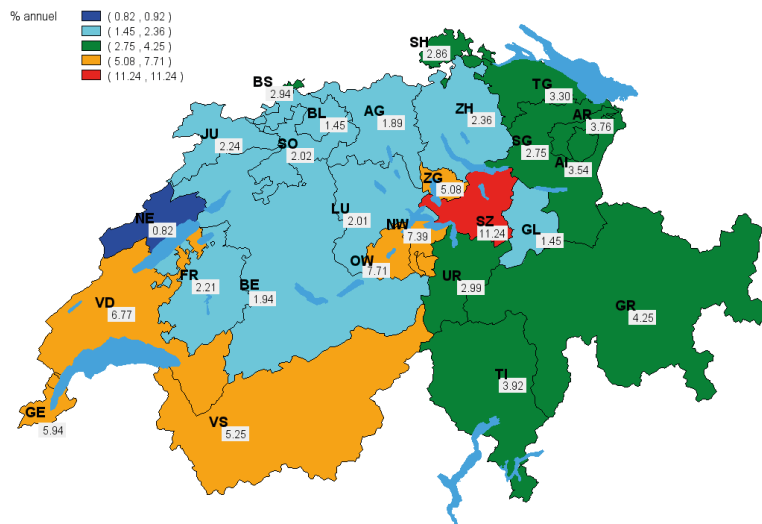 % annuel
( 0.82 , 0.92 )
( 1.45 , 2.36 )
( 2.75 , 4.25 )
( 5.08 , 7.71 )
( 11.24 , 11.24 )
SH
2.86
BS
2.94
BL
1.45
AG
1.89
ZH
2.36
TG
3.30
AR
3.76
JU
2.24
SO
2.02
SG
2.75
AI
3.54
ZG
5.08
NE
0.82
LU
2.01
NW
7.39
SZ
11.24
GL
1.45
OW
7.71
FR
2.21
BE
1.94
UR
2.99
VD
6.77
GR
4.25
TI
3.92
GE
5.94
VS
5.25